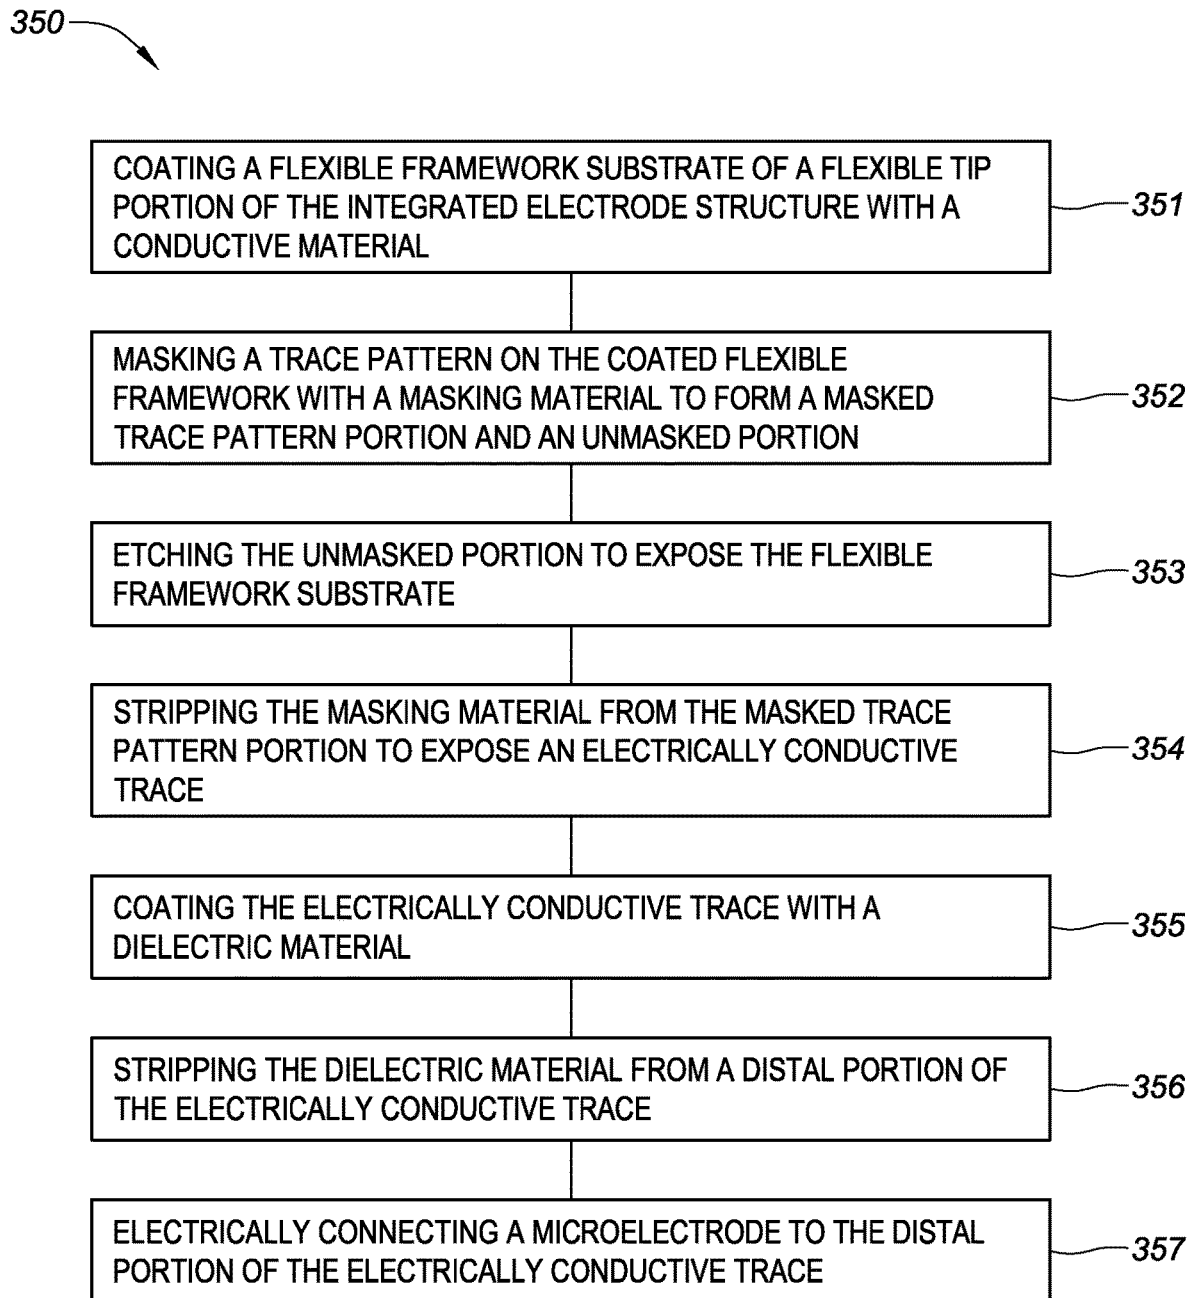 350
COATING A FLEXIBLE FRAMEWORK SUBSTRATE OF A FLEXIBLE TIP
PORTION OF THE INTEGRATED ELECTRODE STRUCTURE WITH A
CONDUCTIVE MATERIAL
351
MASKING A TRACE PATTERN ON THE COATED FLEXIBLE
FRAMEWORK WITH A MASKING MATERIAL TO FORM A MASKED
TRACE PATTERN PORTION AND AN UNMASKED PORTION
352
ETCHING THE UNMASKED PORTION TO EXPOSE THE FLEXIBLE
FRAMEWORK SUBSTRATE
353
STRIPPING THE MASKING MATERIAL FROM THE MASKED TRACE
PATTERN PORTION TO EXPOSE AN ELECTRICALLY CONDUCTIVE
TRACE
354
COATING THE ELECTRICALLY CONDUCTIVE TRACE WITH A
DIELECTRIC MATERIAL
355
STRIPPING THE DIELECTRIC MATERIAL FROM A DISTAL PORTION OF
THE ELECTRICALLY CONDUCTIVE TRACE
356
ELECTRICALLY CONNECTING A MICROELECTRODE TO THE DISTAL
PORTION OF THE ELECTRICALLY CONDUCTIVE TRACE
357